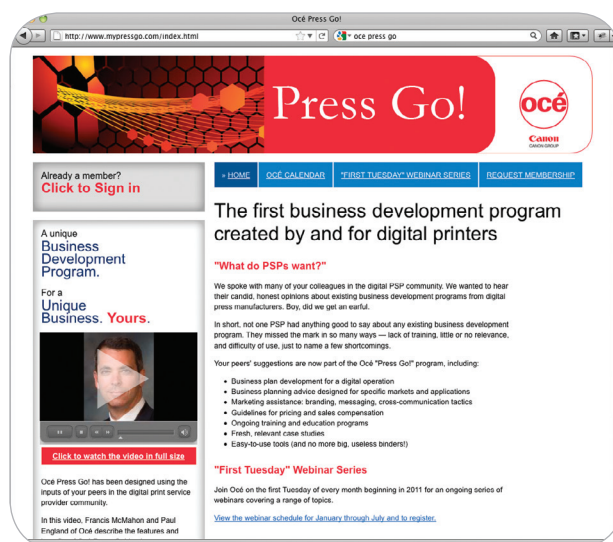 Océ Press Go!
http://www.mypressgo.com/index.html
oce press go
Press Go!
océ
Canon
CANON GROUP
Already a member?
Click to Sign in
» HOME
OCÉ CALENDAR
"FIRST TUESDAY" WEBINAR SERIES
REQUEST MEMBERSHIP
A unique
Business
Development
Program.
For a
Unique
Business. Yours.
Click to watch the video in full size
Océ Press Go! has been designed using the
inputs of your peers in the digital print service
provider community.
In this video, Francis McMahon and Paul
England of Océ describe the features and
The first business development program
created by and for digital printers
"What do PSPs want?"
We spoke with many of your colleagues in the digital PSP community. We wanted to hear
their candid, honest opinions about existing business development programs from digital
press manufacturers. Boy, did we get an earful.
In short, not one PSP had anything good to say about any existing business development
program. They missed the mark in so many ways — lack of training, little or no relevance,
and difficulty of use, just to name a few shortcomings.
Your peers' suggestions are now part of the Océ "Press Go!" program, including:
• Business plan development for a digital operation
• Business planning advice designed for specific markets and applications
• Marketing assistance: branding, messaging, cross-communication tactics
• Guidelines for pricing and sales compensation
• Ongoing training and education programs
• Fresh, relevant case studies
• Easy-to-use tools (and no more big, useless binders!)
"First Tuesday" Webinar Series
Join Océ on the first Tuesday of every month beginning in 2011 for an ongoing series of
webinars covering a range of topics.
View the webinar schedule for January through July and to register.